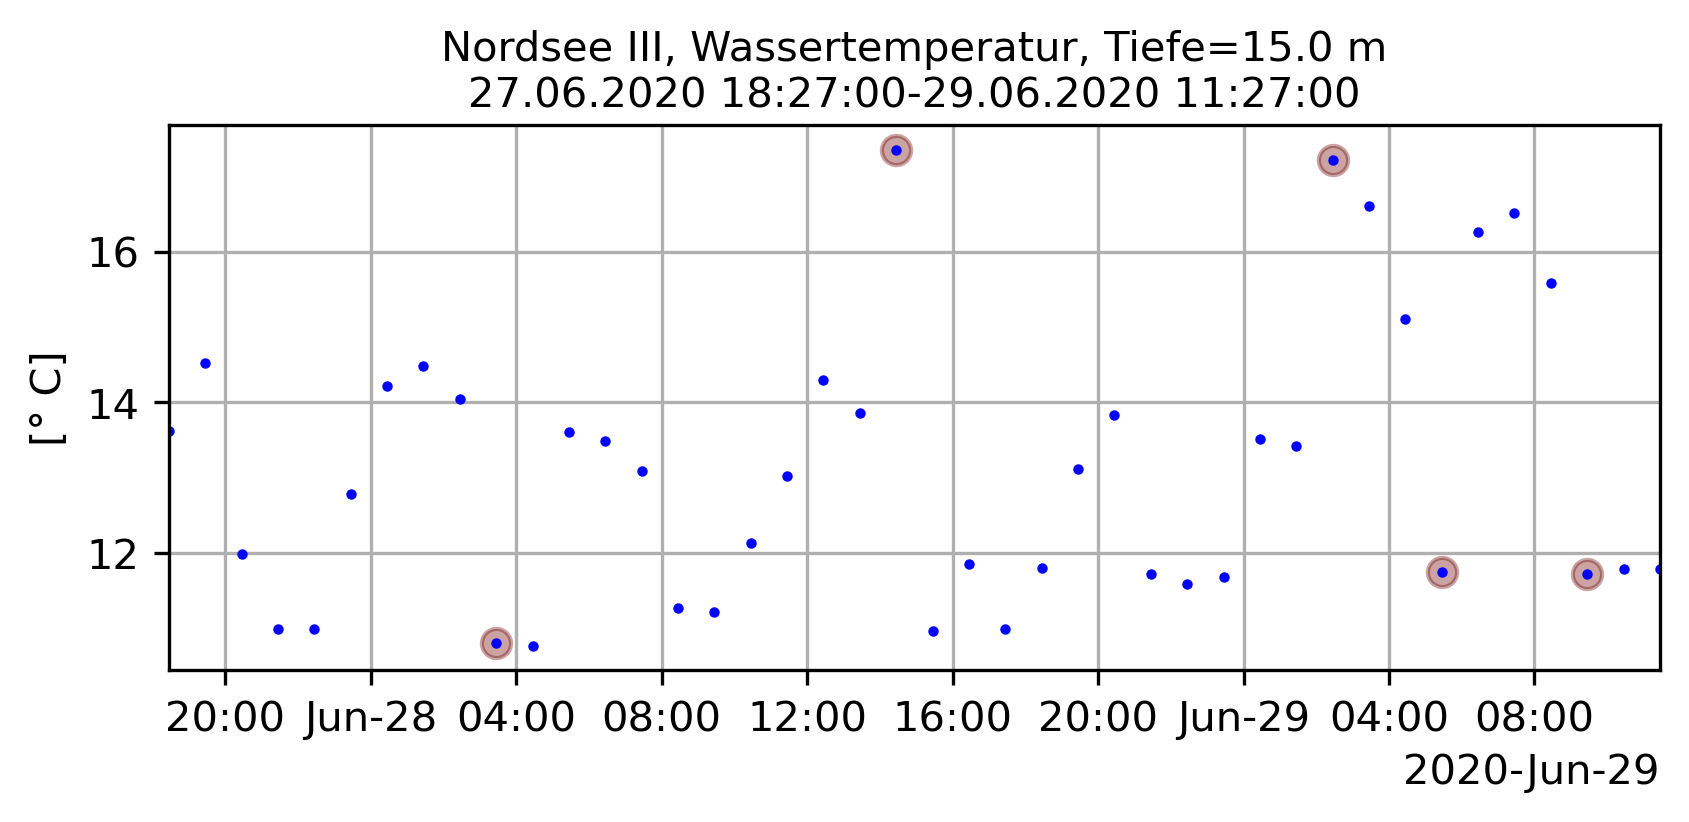 Nordsee III, Wassertemperatur, Tiefe=15.0 m
27.06.2020 18:27:00-29.06.2020 11:27:00
[° C]
16
14
12
20:00 Jun-28 04:00 08:00 12:00 16:00 20:00 Jun-29 04:00 08:00
2020-Jun-29